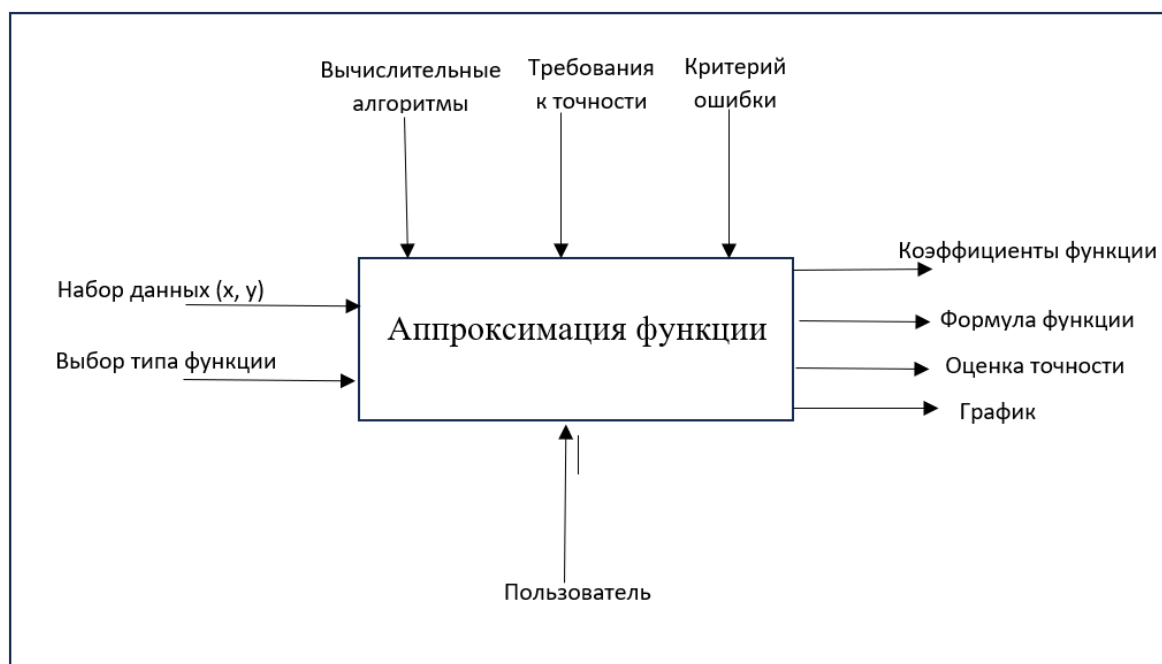 Вычислительные
алгоритмы
Требования
к точности
Критерий
ошибки
Набор данных (x, y)
Выбор типа функции
Аппроксимация функции
Коэффициенты функции
Формула функции
Оценка точности
График
Пользователь